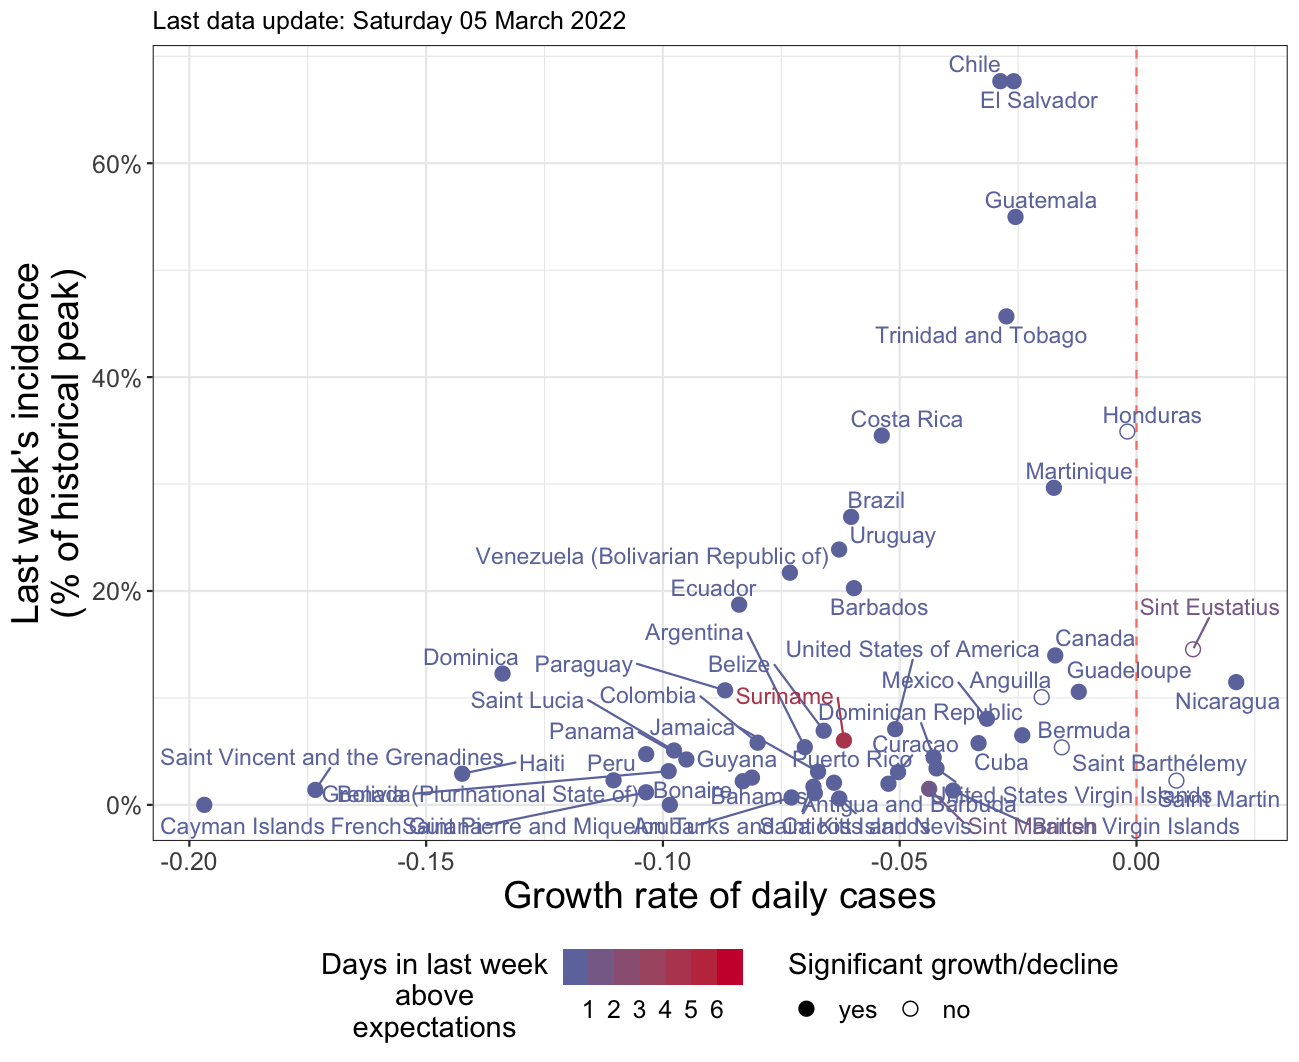 Last data update: Saturday 05 March 2022
Chile
El Salvador
60%
Guatemala
Trinidad and Tobago
40%
Costa Rica
Honduras
Martinique
Brazil
Uruguay
Venezuela (Bolivarian Republic of)
20%
Ecuador
Barbados
Sint Eustatius
Argentina
Canada
United States of America
Dominica
Paraguay
Belize
Guadeloupe
Mexico
Anguilla
Saint Lucia
Colombia
Suriname
Nicaragua
Dominican Republic
Panama
Jamaica
Bermuda
Curaçao
Saint Vincent and the Grenadines
Haiti
Peru
Guyana
Puerto Rico
Cuba
Saint Barthélemy
Grenada
Bolivia (Plurinational State of)
Bonaire
Bahamas
Antigua and Barbuda
United States Virgin Islands
Saint Martin
0%
Cayman Islands
French Guiana
Saint Pierre and Miquelon
Aruba
Turks and Caicos Islands
Saint Kitts and Nevis
Sint Maarten
British Virgin Islands
-0.20
-0.15
-0.10
-0.05
0.00
Last week's incidence
(% of historical peak)
Growth rate of daily cases
Days in last week
above
expectations
1 2 3 4 5 6
Significant growth/decline
yes
no